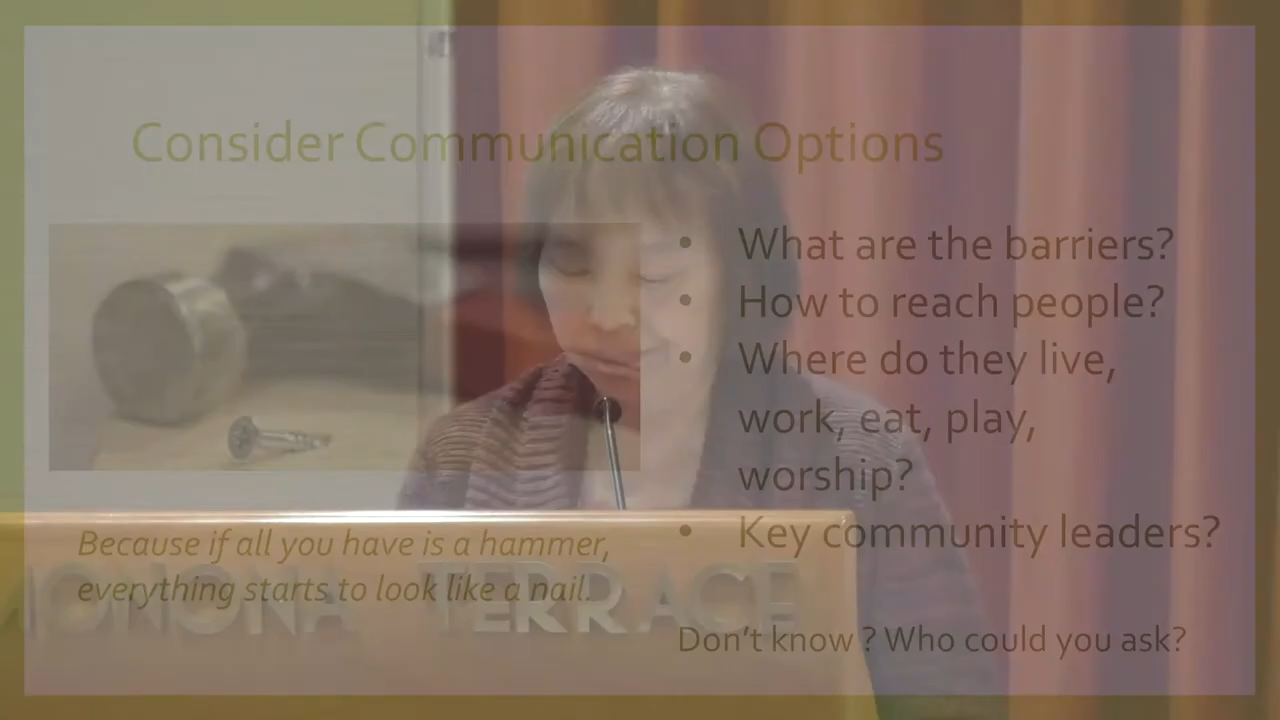 Consider Communication Options
What are the barriers?
How to reach people?
Where do they live,
work, eat, play,
worship?
Key community leaders?
Because if all you have is a hammer,
everything starts to look like a nail.
MONONA TERRACE
Don't know ? Who could you ask?